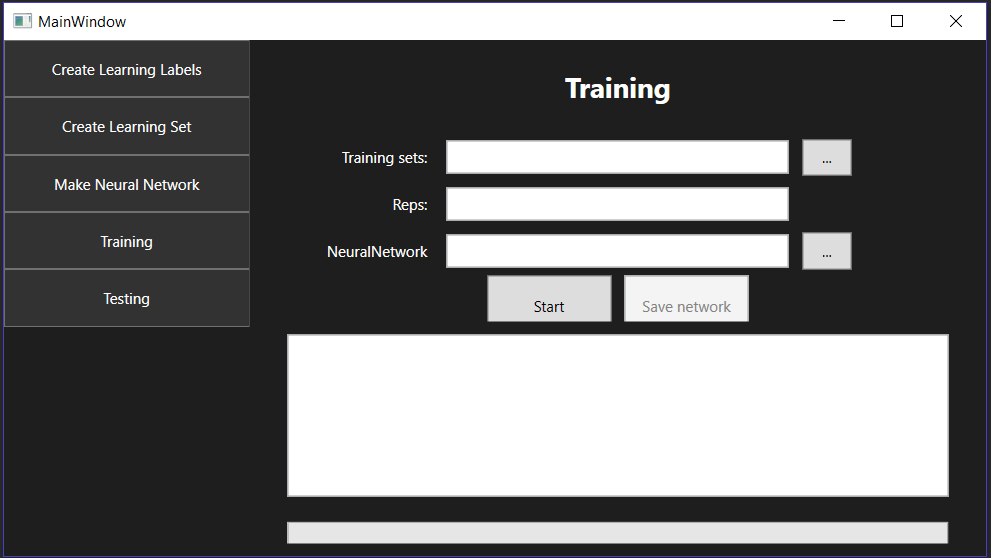 MainWindow
Create Learning Labels
Create Learning Set
Make Neural Network
Training
Testing
Training
Training sets:
...
Reps:
NeuralNetwork
...
Start
Save network